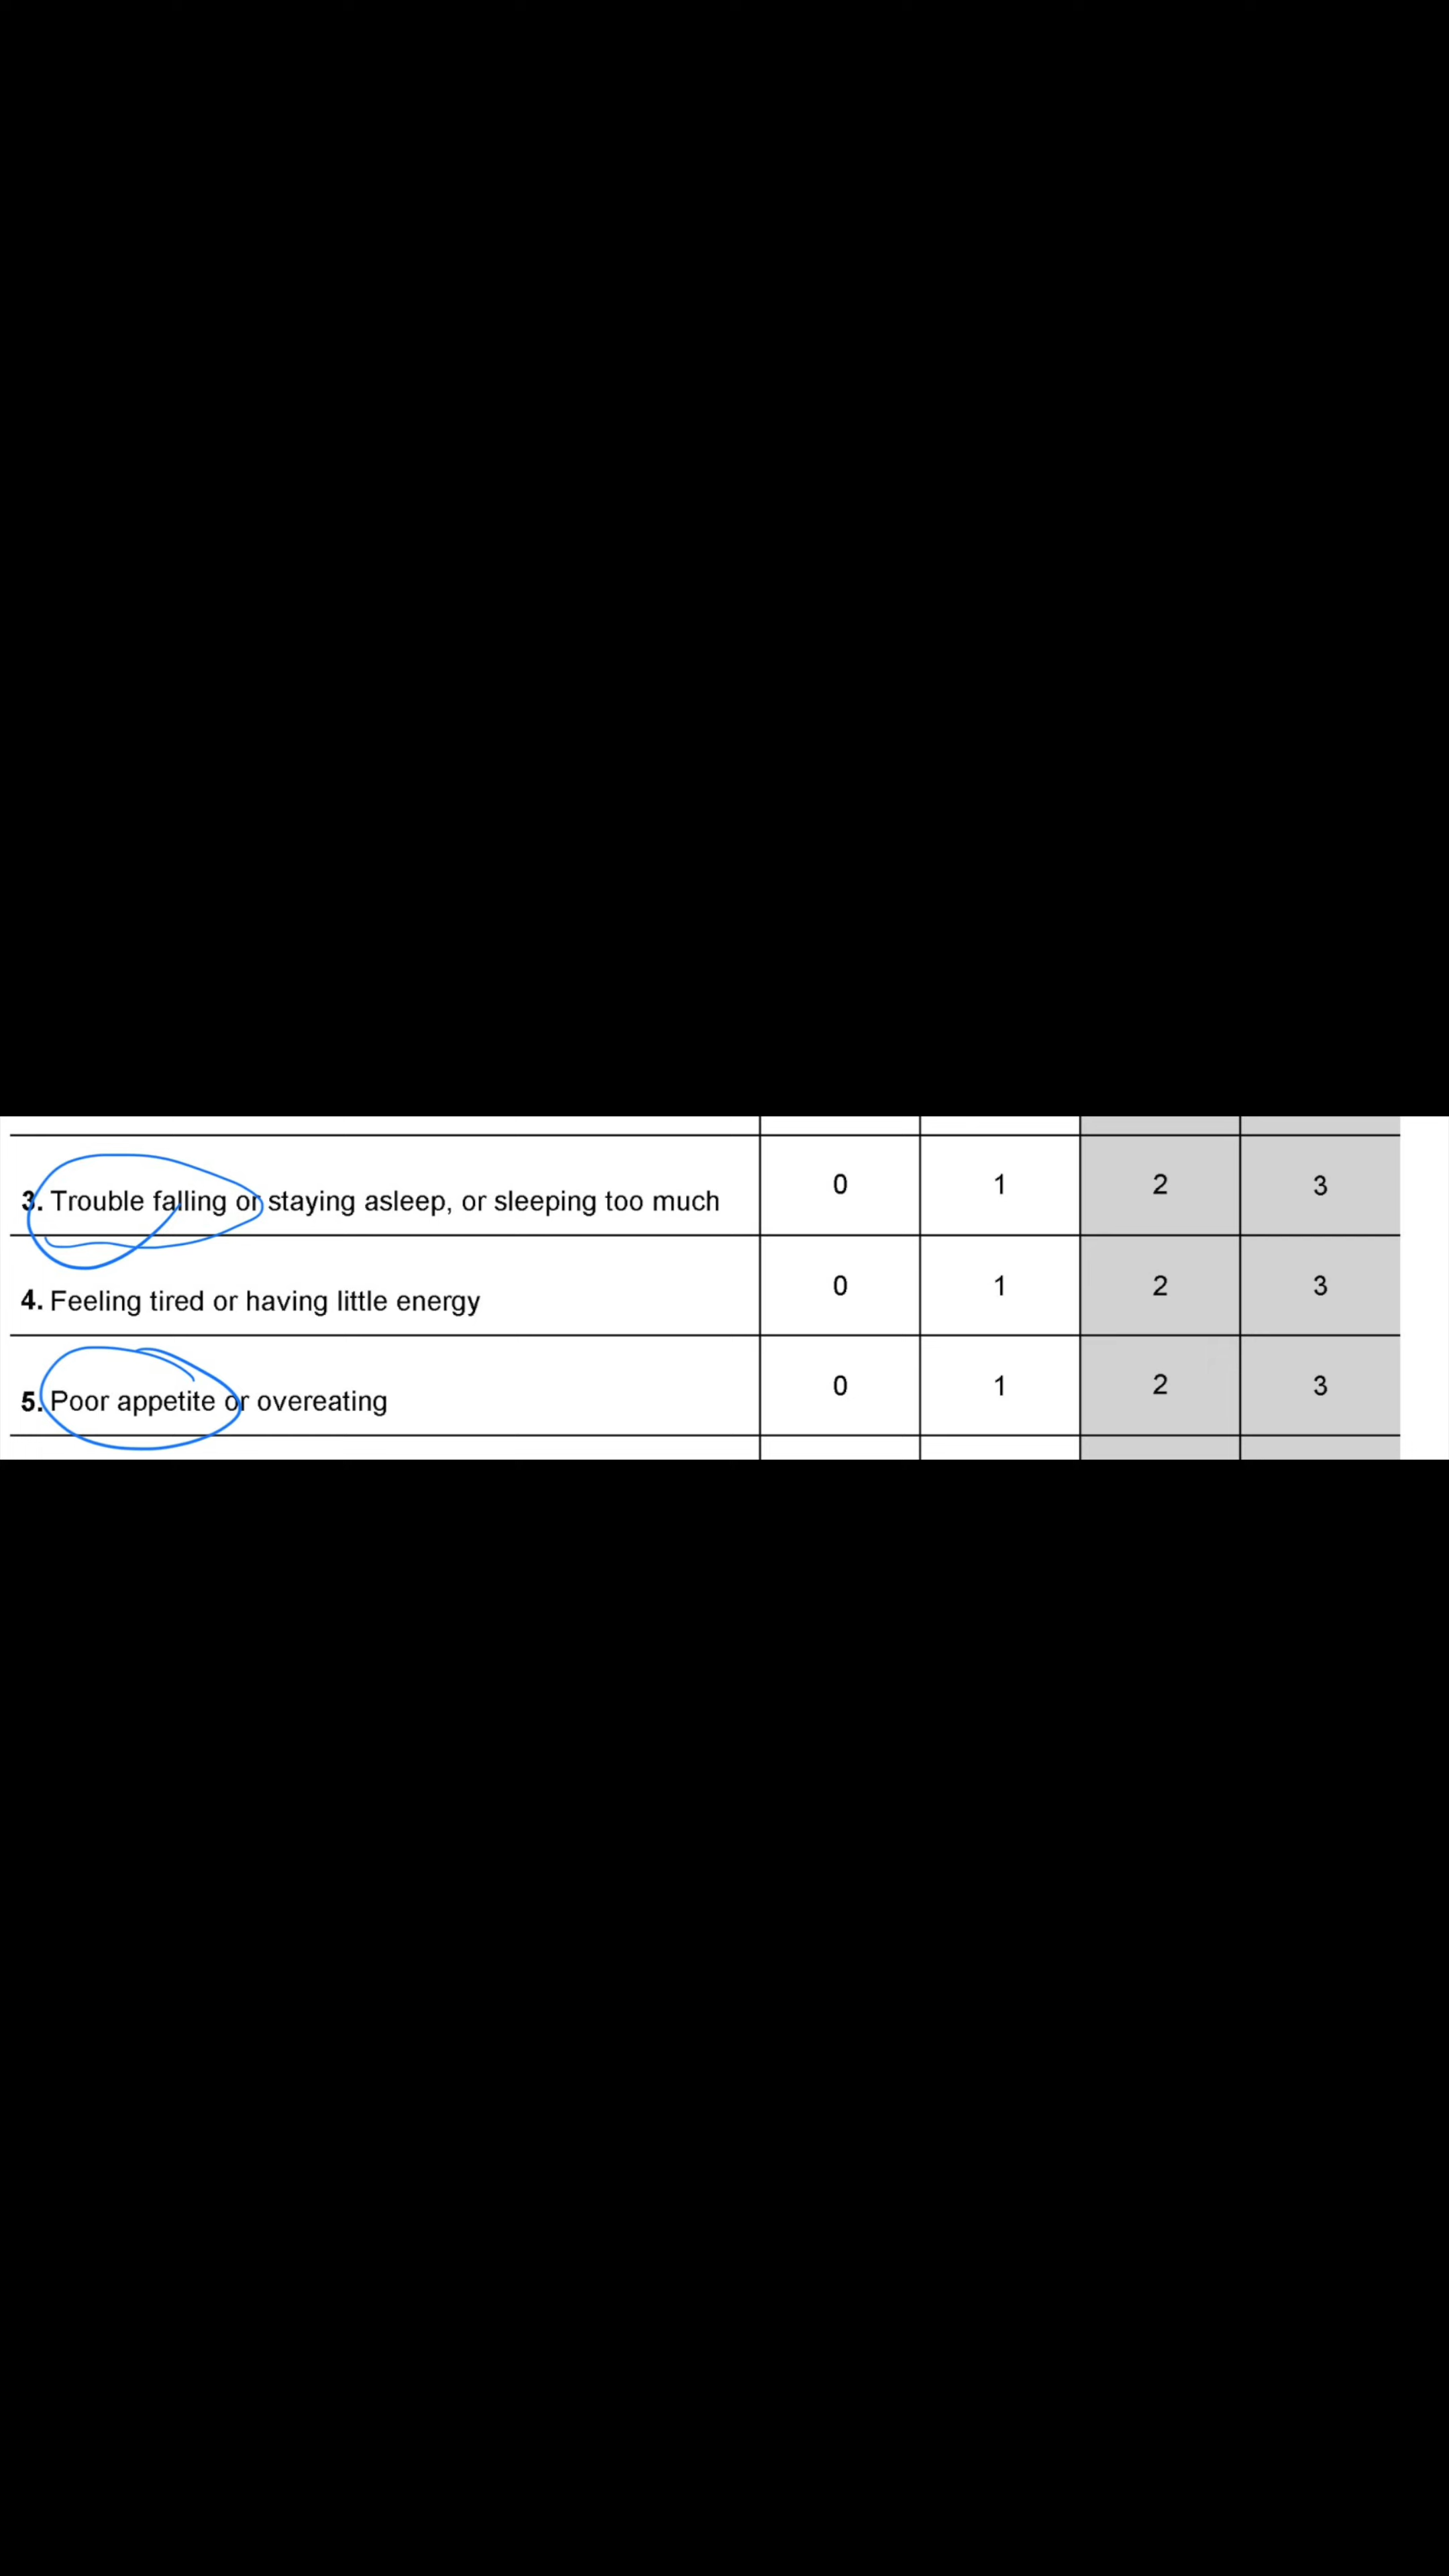 3. Trouble falling or staying asleep, or sleeping too much 0 1 2 3
4. Feeling tired or having little energy 0 1 2 3
5. Poor appetite or overeating 0 1 2 3